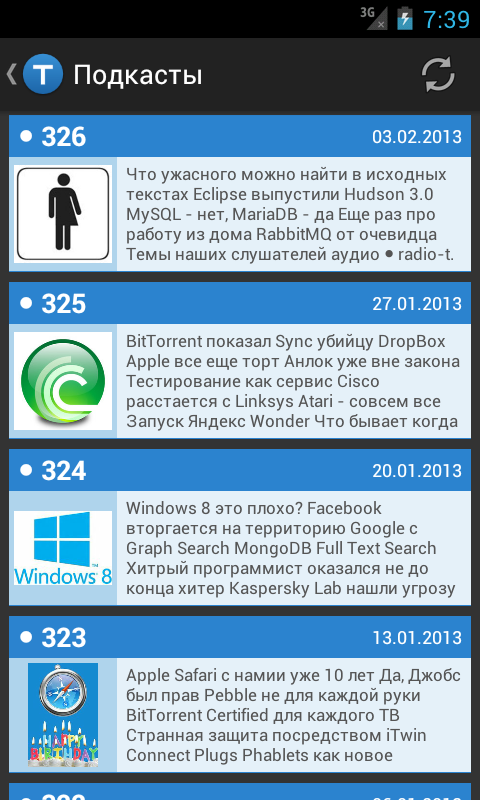 3G 7:39
T Подкасты
326 03.02.2013
Что ужасного можно найти в исходных
текстах Eclipse выпустили Hudson 3.0
MySQL - нет, MariaDB - да Еще раз про
работу из дома RabbitMQ от очевидца
Темы наших слушателей аудио ● radio-t.
325 27.01.2013
BitTorrent показал Sync убийцу DropBox
Apple все еще торт Анлок уже вне закона
Тестирование как сервис Cisco
расстается с Linksys Atari - совсем все
Запуск Яндекс Wonder Что бывает когда
324 20.01.2013
Windows 8
Windows 8 это плохо? Facebook
вторгается на территорию Google с
Graph Search MongoDB Full Text Search
Хитрый программист оказался не до
конца хитер Kaspersky Lab нашли угрозу
323 13.01.2013
HAPPY
BIRTHDAY
Apple Safari с нами уже 10 лет Да, Джобс
был прав Pebble не для каждой руки
BitTorrent Certified для каждого ТВ
Странная защита посредством iTwin
Connect Plugs Phablets как новое